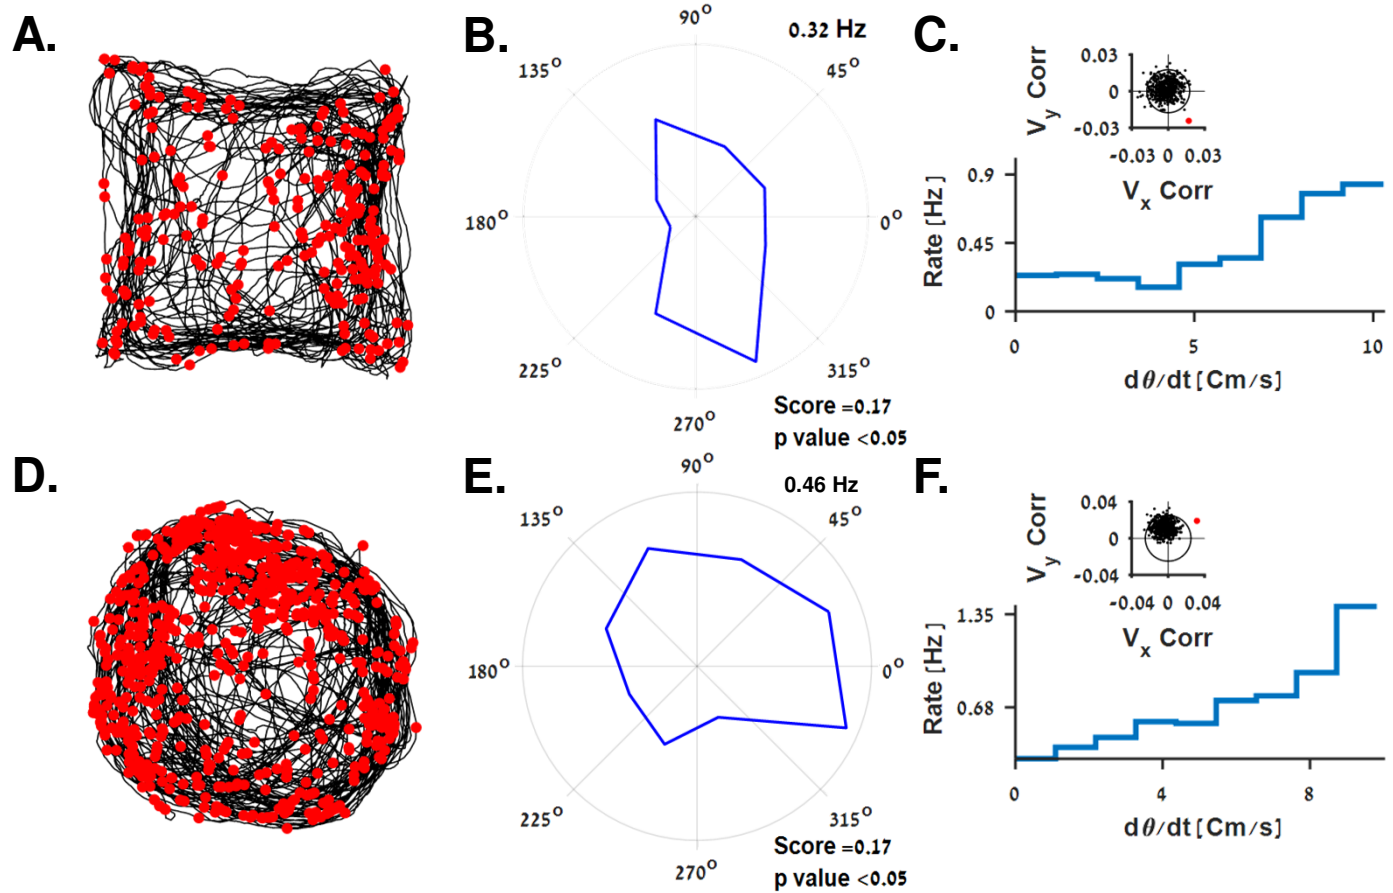 A.
B.
90°
0.32 Hz
135°
45°
180°
0°
225°
315°
270°
Score =0.17
p value <0.05
C.
0.03
0
-0.03
Vy Corr
-0.03 0 0.03
Vx Corr
0.9
0.45
0
Rate [Hz]
0 5 10
dθ/dt [Cm/s]
D.
E.
90°
0.46 Hz
135°
45°
180°
0°
225°
315°
270°
Score =0.17
p value <0.05
F.
0.04
0
-0.04
Vy Corr
-0.04 0 0.04
Vx Corr
1.35
0.68
Rate [Hz]
0 4 8
dθ/dt [Cm/s]